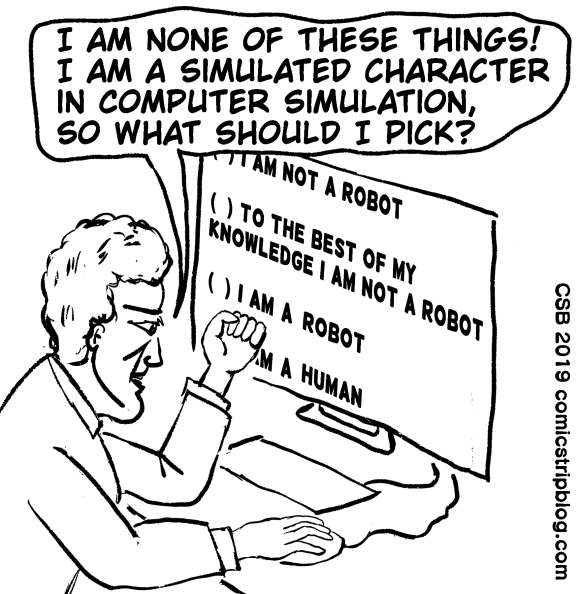 I AM NONE OF THESE THINGS!
I AM A SIMULATED CHARACTER
IN COMPUTER SIMULATION,
SO WHAT SHOULD I PICK?
( ) I AM NOT A ROBOT
( ) TO THE BEST OF MY
KNOWLEDGE I AM NOT A ROBOT
( ) I AM A ROBOT
AM A HUMAN
CSB 2019 comicstripblog.com